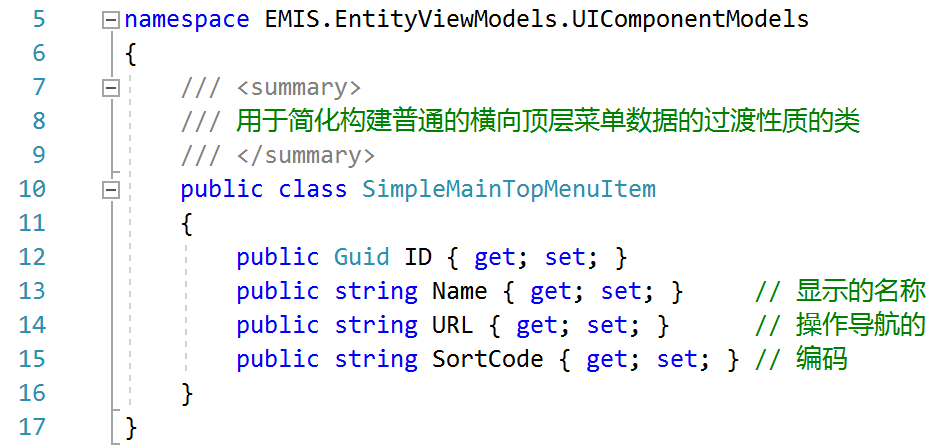 5 namespace EMIS.EntityViewModels.UIComponentModels
6 {
7 /// <summary>
8 /// 用于简化构建普通的横向顶层菜单数据的过渡性质的类
9 /// </summary>
10 public class SimpleMainTopMenuItem
11 {
12 public Guid ID { get; set; }
13 public string Name { get; set; } // 显示的名称
14 public string URL { get; set; } // 操作导航的
15 public string SortCode { get; set; } // 编码
16 }
17 }